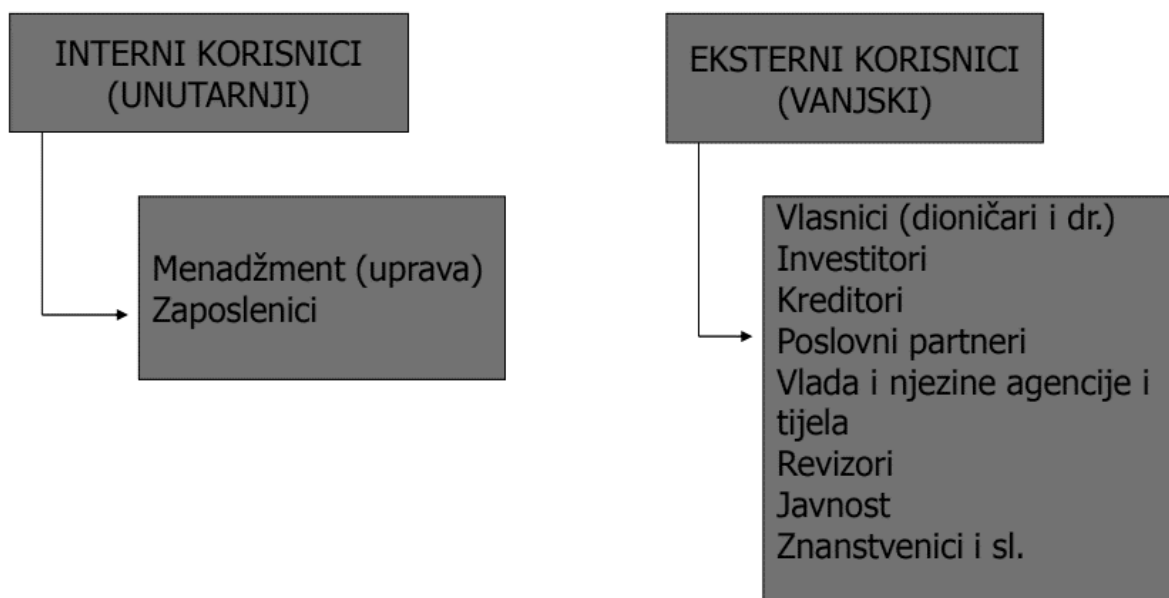 INTERNI KORISNICI
(UNUTARNJI)
Menadžment (uprava)
Zaposlenici
EKSTERNI KORISNICI
(VANJSKI)
Vlasnici (dioničari i dr.)
Investitori
Kreditori
Poslovni partneri
Vlada i njezine agencije i
tijela
Revizori
Javnost
Znanstvenici i sl.